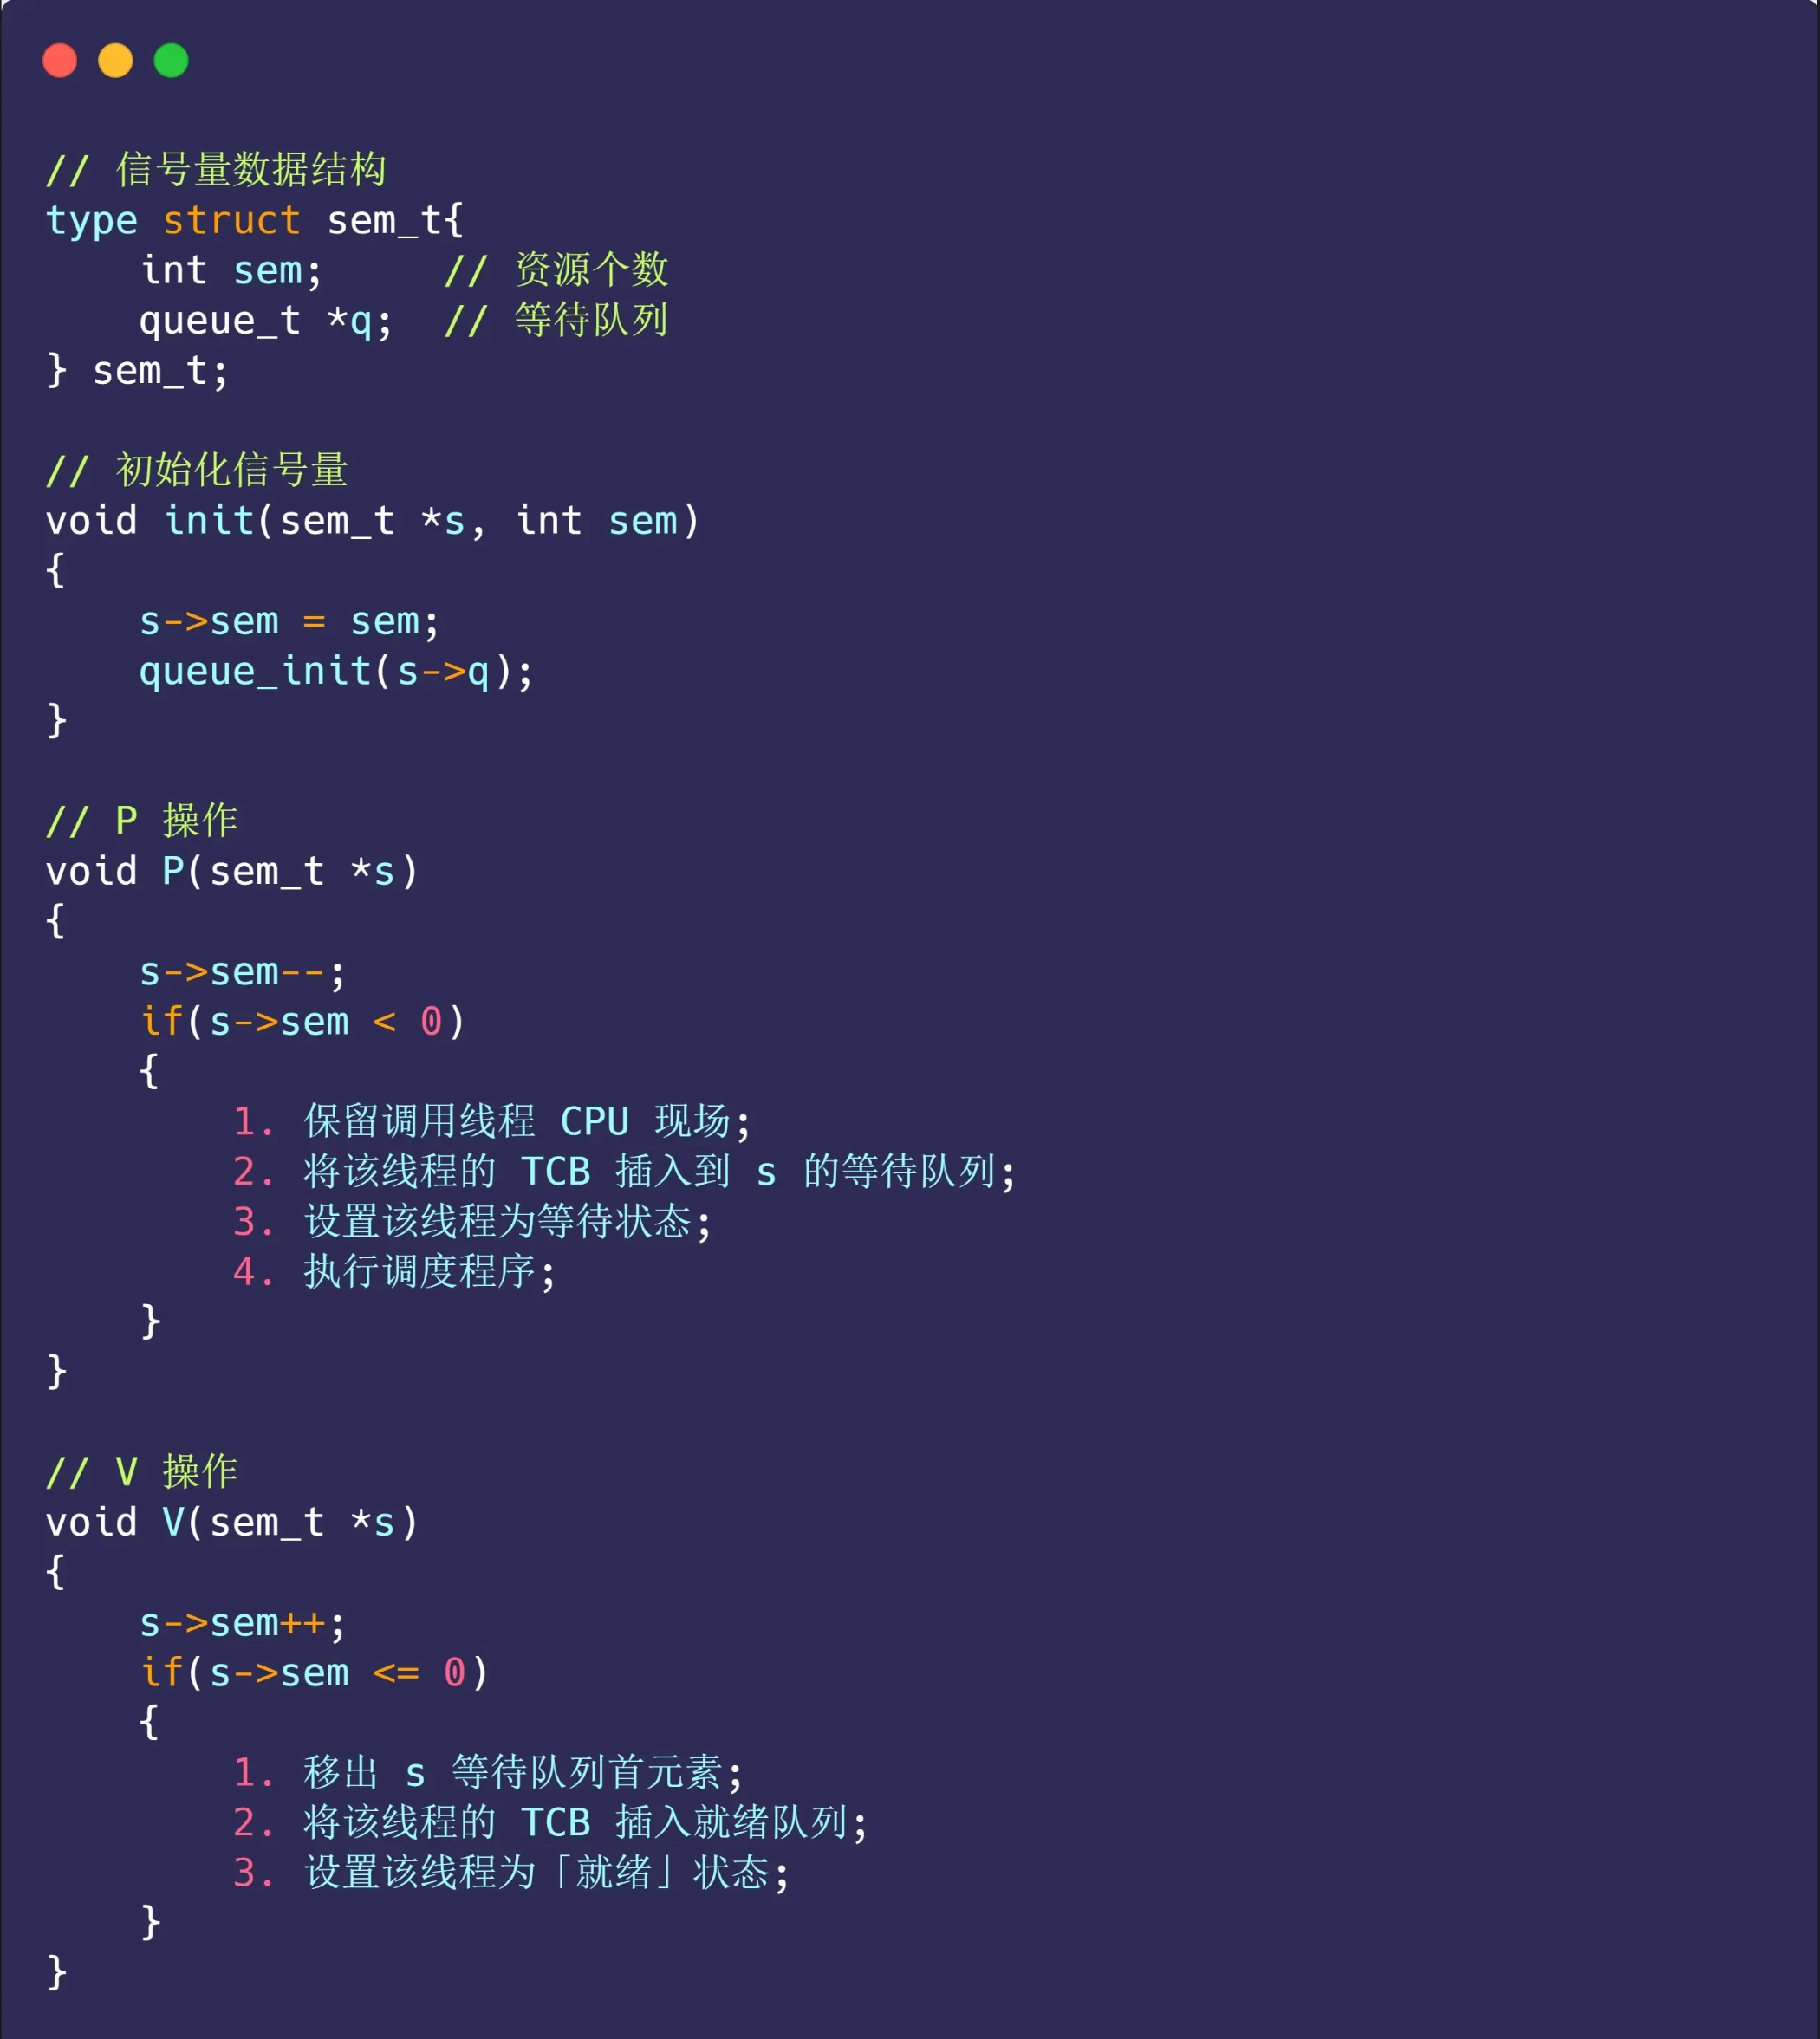 // 信号量数据结构
type struct sem_t{
    int sem;     // 资源个数
    queue_t *q;  // 等待队列
} sem_t;

// 初始化信号量
void init(sem_t *s, int sem)
{
    s->sem = sem;
    queue_init(s->q);
}

// P 操作
void P(sem_t *s)
{
    s->sem--;
    if(s->sem < 0)
    {
        1. 保留调用线程 CPU 现场;
        2. 将该线程的 TCB 插入到 s 的等待队列;
        3. 设置该线程为等待状态;
        4. 执行调度程序;
    }
}

// V 操作
void V(sem_t *s)
{
    s->sem++;
    if(s->sem <= 0)
    {
        1. 移出 s 等待队列首元素;
        2. 将该线程的 TCB 插入就绪队列;
        3. 设置该线程为「就绪」状态;
    }
}